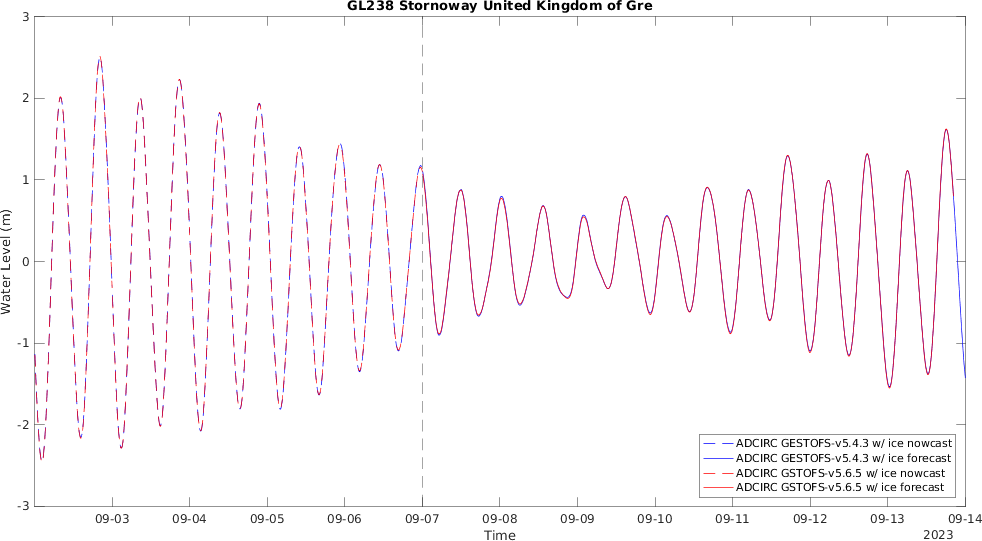 GL238 Stornoway United Kingdom of Gre
3
2
1
0
-1
-2
-3
Water Level (m)
ADCIRC GESTOFS-v5.4.3 w/ ice nowcast
ADCIRC GESTOFS-v5.4.3 w/ ice forecast
ADCIRC GSTOFS-v5.6.5 w/ ice nowcast
ADCIRC GSTOFS-v5.6.5 w/ ice forecast
09-03 09-04 09-05 09-06 09-07 09-08 09-09 09-10 09-11 09-12 09-13 09-14
Time
2023